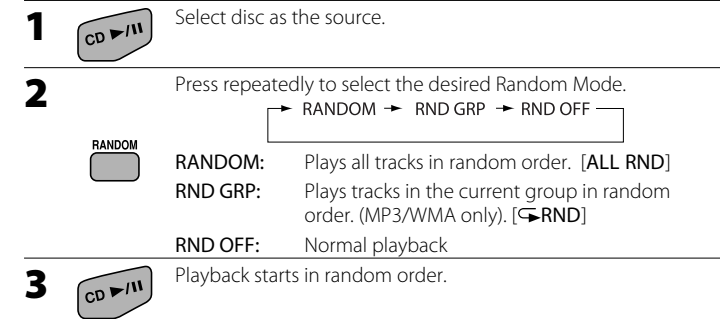 1
CD ►/II
Select disc as the source.
2
Press repeatedly to select the desired Random Mode.
RANDOM → RND GRP → RND OFF
RANDOM
RANDOM: Plays all tracks in random order. [ALL RND]
RND GRP: Plays tracks in the current group in random
order. (MP3/WMA only). [RND]
RND OFF: Normal playback
3
CD ►/II
Playback starts in random order.